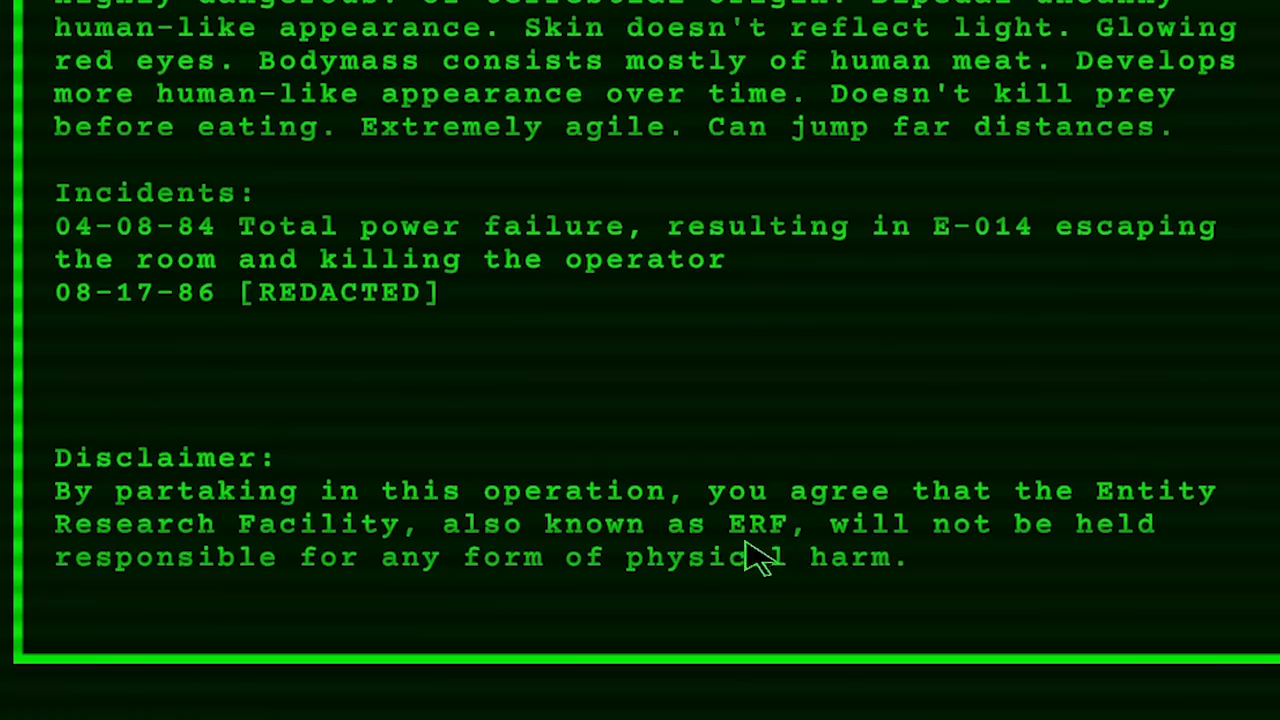 human-like appearance. Skin doesn't reflect light. Glowing
red eyes. Bodymass consists mostly of human meat. Develops
more human-like appearance over time. Doesn't kill prey
before eating. Extremely agile. Can jump far distances.
Incidents:
04-08-84 Total power failure, resulting in E-014 escaping
the room and killing the operator
08-17-86 [REDACTED]
Disclaimer:
By partaking in this operation, you agree that the Entity
Research Facility, also known as ERF, will not be held
responsible for any form of physical harm.